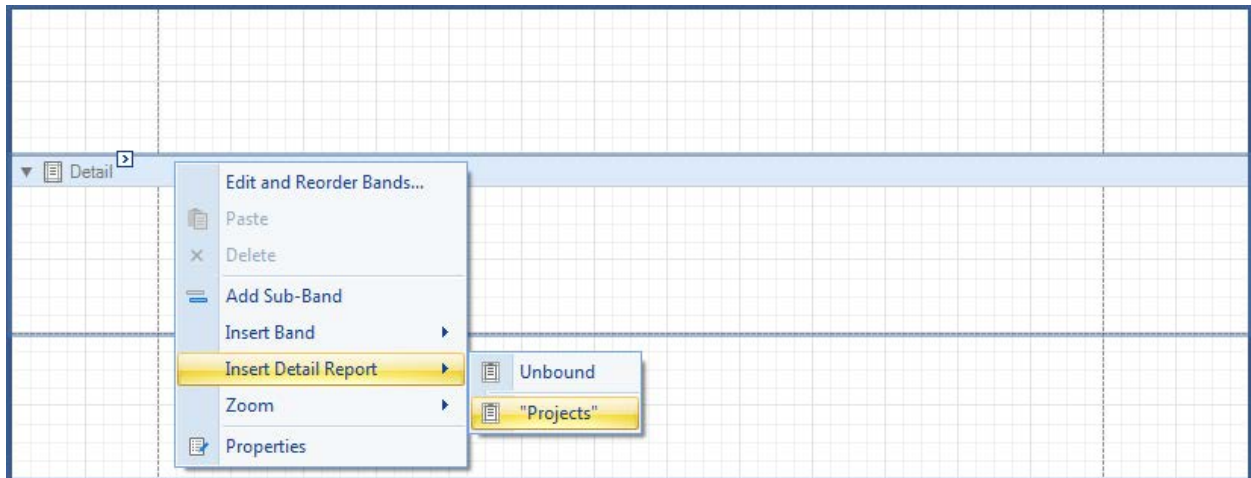 Detail
Edit and Reorder Bands...
Paste
Delete
Add Sub-Band
Insert Band
Insert Detail Report
Unbound
Zoom
"Projects"
Properties